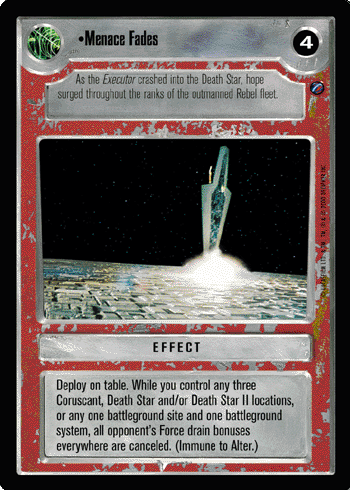 •Menace Fades
4
As the Executor crashed into the Death Star, hope
surged throughout the ranks of the outmanned Rebel fleet.
EFFECT
Deploy on table. While you control any three
Coruscant, Death Star and/or Death Star II locations,
or any one battleground site and one battleground
system, all opponent's Force drain bonuses
everywhere are canceled. (Immune to Alter.)